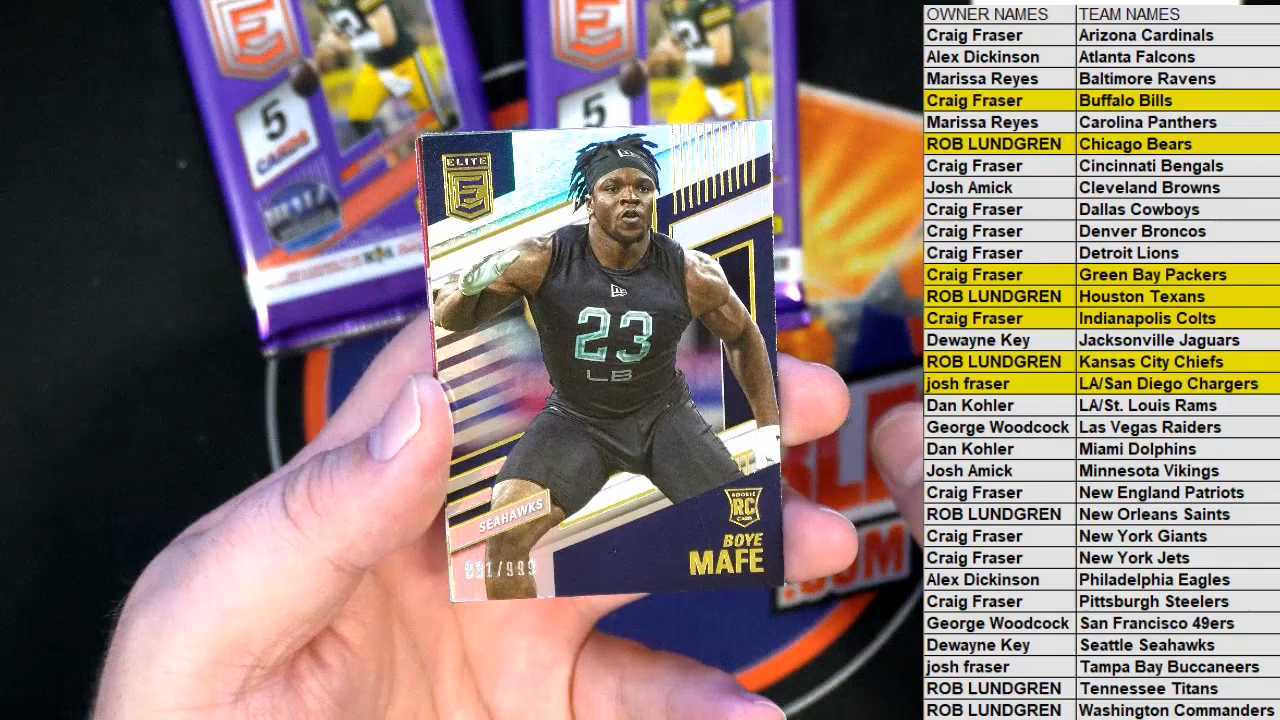 5
CARDS
5
ELITE
E
23
LB
SEAHAWKS
ROOKIE
RC
CARD
BOYE
MAFE
/999
.COM
OWNER NAMES TEAM NAMES
Craig Fraser Arizona Cardinals
Alex Dickinson Atlanta Falcons
Marissa Reyes Baltimore Ravens
Craig Fraser Buffalo Bills
Marissa Reyes Carolina Panthers
ROB LUNDGREN Chicago Bears
Craig Fraser Cincinnati Bengals
Josh Amick Cleveland Browns
Craig Fraser Dallas Cowboys
Craig Fraser Denver Broncos
Craig Fraser Detroit Lions
Craig Fraser Green Bay Packers
ROB LUNDGREN Houston Texans
Craig Fraser Indianapolis Colts
Dewayne Key Jacksonville Jaguars
ROB LUNDGREN Kansas City Chiefs
josh fraser LA/San Diego Chargers
Dan Kohler LA/St. Louis Rams
George Woodcock Las Vegas Raiders
Dan Kohler Miami Dolphins
Josh Amick Minnesota Vikings
Craig Fraser New England Patriots
ROB LUNDGREN New Orleans Saints
Craig Fraser New York Giants
Craig Fraser New York Jets
Alex Dickinson Philadelphia Eagles
Craig Fraser Pittsburgh Steelers
George Woodcock San Francisco 49ers
Dewayne Key Seattle Seahawks
josh fraser Tampa Bay Buccaneers
ROB LUNDGREN Tennessee Titans
ROB LUNDGREN Washington Commanders